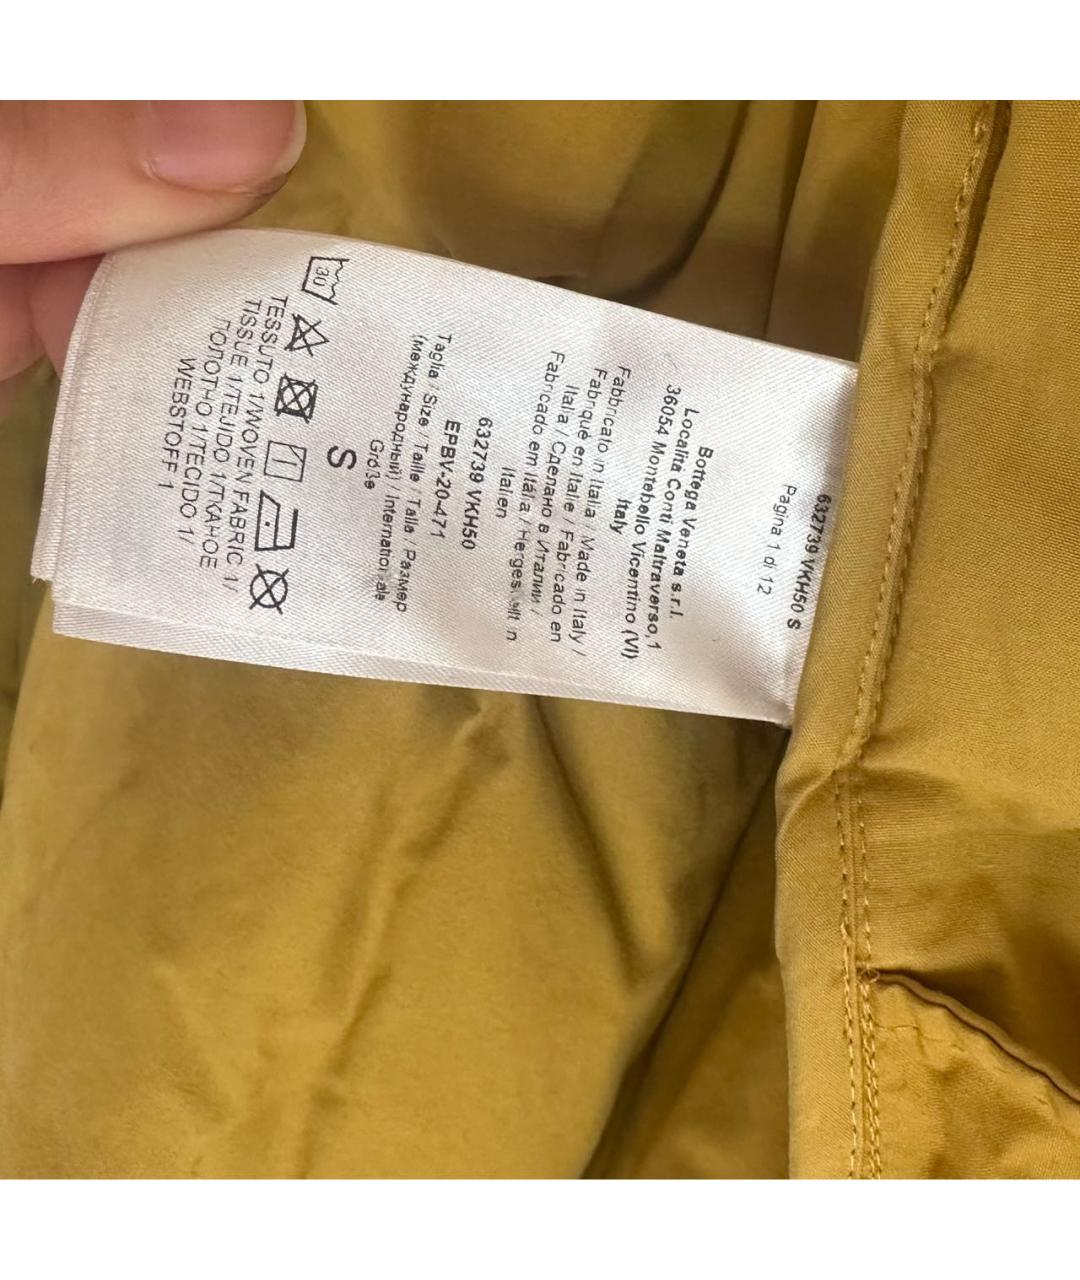 632739 VKH50 S
Pagina 1 di 12
Bottega Veneta s.r.l.
Località Conti Maltraverso,1
36054 Montebello Vicentino (VI)
Italy
Fabbricato in Italia / Made in Italy /
Fabriqué en Italie / Fabricado en
Italia / Сделано в Италии /
Fabricado em Itália / Hergestellt in
Italien
632739 VKH50
EPBV-20-471
Taglia / Size / Taille / Talla / Размер
(международный) / Internationale
Größe
S
30
TESSUTO 1/WOVEN FABRIC 1/
TISSUE 1/TEJIDO 1/ТКАНОЕ
ПОЛОТНО 1/TECIDO 1/
WEBSTOFF 1